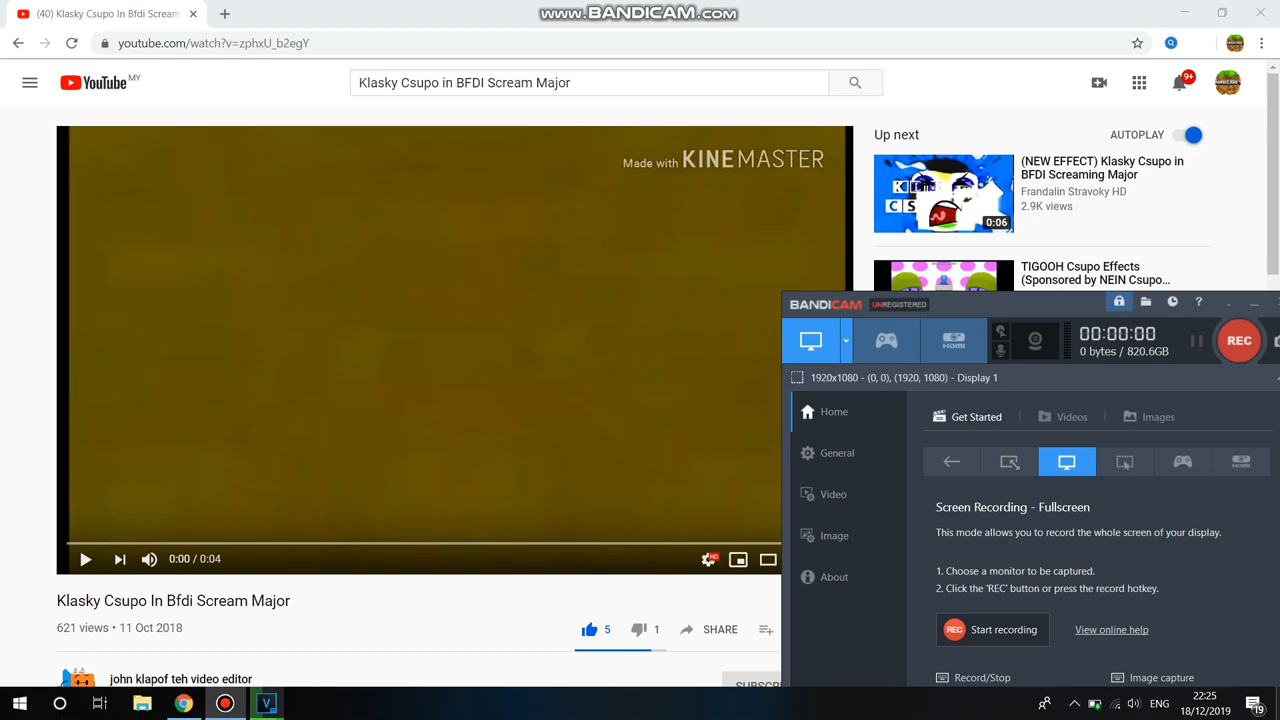 (40) Klasky Csupo In Bfdi Scream
www.BANDICAM.com
youtube.com/watch?v=zphxU_b2egY
YouTube MY
Klasky Csupo in BFDI Scream Major
9+
Made with KINEMASTER
Up next
AUTOPLAY
(NEW EFFECT) Klasky Csupo in
BFDI Screaming Major
Frandalin Stravoky HD
2.9K views
0:06
TIGOOH Csupo Effects
(Sponsored by NEIN Csupo...
BANDICAM UNREGISTERED
00:00:00
0 bytes / 820.6GB
REC
HDMI
1920x1080 - (0, 0), (1920, 1080) - Display 1
Home
General
Video
Image
About
Get Started
Videos
Images
Screen Recording - Fullscreen
This mode allows you to record the whole screen of your display.
1. Choose a monitor to be captured.
2. Click the 'REC' button or press the record hotkey.
REC Start recording
View online help
Record/Stop
Image capture
0:00 / 0:04
HD
Klasky Csupo In Bfdi Scream Major
621 views • 11 Oct 2018
5
1
SHARE
john klapof teh video editor
SUBSCR
ENG
22:25
18/12/2019
19